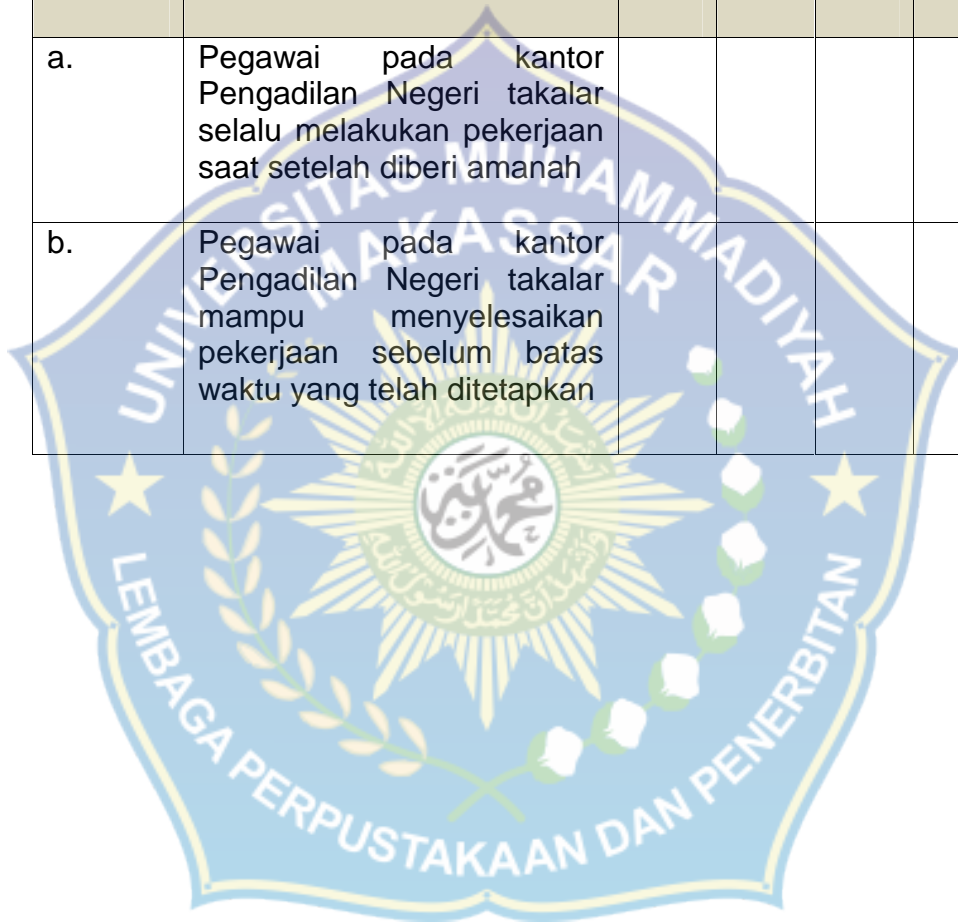 a.
Pegawai pada kantor
Pengadilan Negeri takalar
selalu melakukan pekerjaan
saat setelah diberi amanah
b.
Pegawai pada kantor
Pengadilan Negeri takalar
mampu menyelesaikan
pekerjaan sebelum batas
waktu yang telah ditetapkan
UNIVERSITAS MUHAMMADIYAH
MAKASSAR
محمد
LEMBAGA PERPUSTAKAAN DAN PENERBITAN